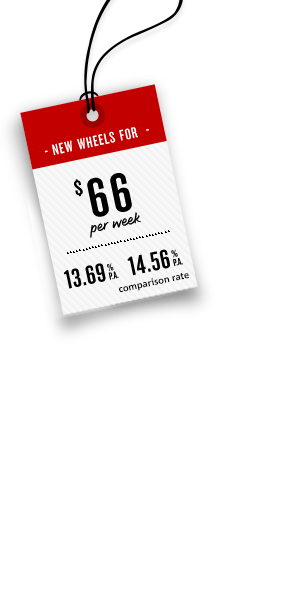 - NEW WHEELS FOR -
$66
per week
13.69% P.A. 14.56% P.A.
comparison rate